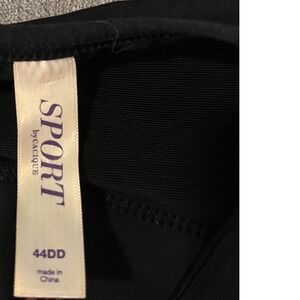 SPORT
by CACIQUE
44DD
made in
China